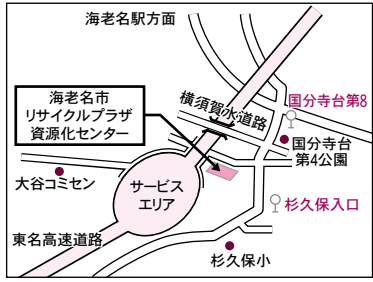 海老名駅方面
海老名市
リサイクルプラザ
資源化センター
横須賀水道路
国分寺台第8
国分寺台
第4公園
大谷コミセン
サービス
エリア
杉久保入口
東名高速道路
杉久保小